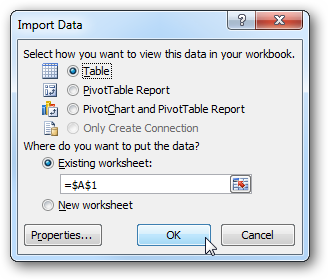 Import Data
?
Select how you want to view this data in your workbook.
Table
PivotTable Report
PivotChart and PivotTable Report
Only Create Connection
Where do you want to put the data?
Existing worksheet:
=$A$1
New worksheet
Properties... OK Cancel